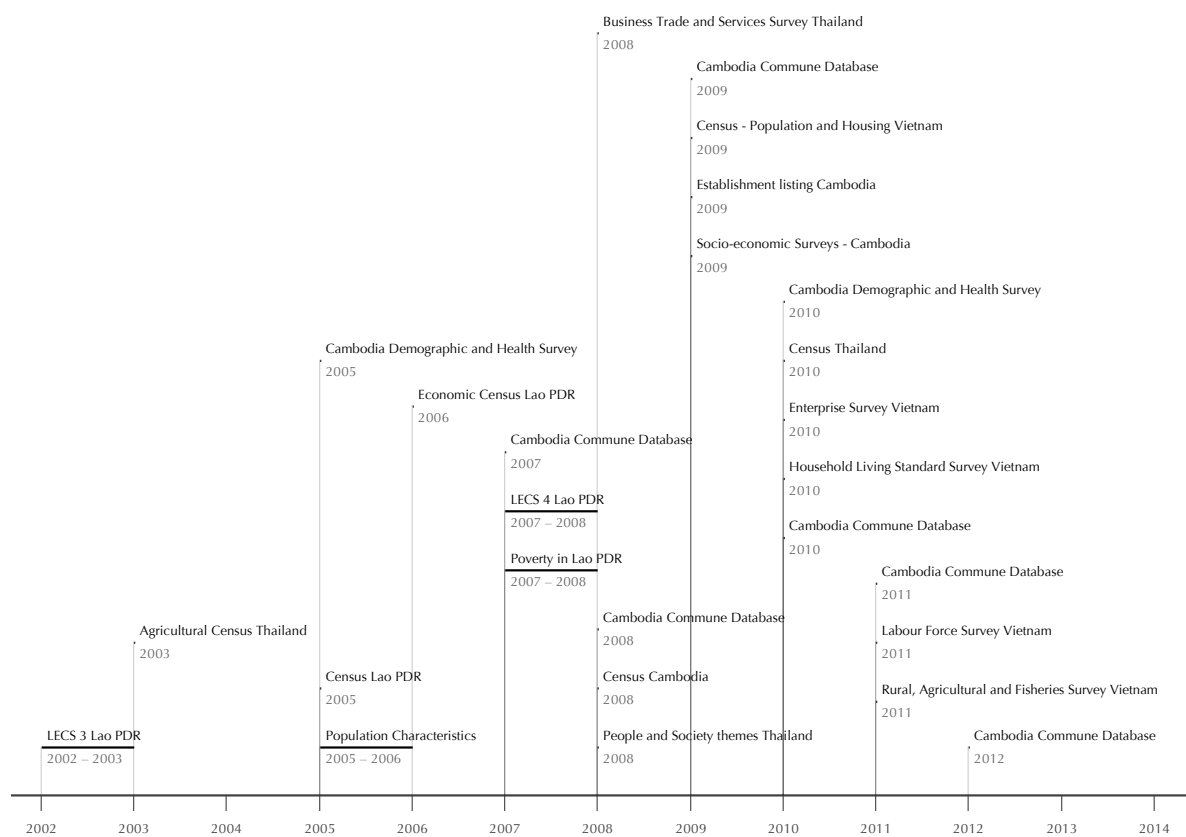 Business Trade and Services Survey Thailand
2008
Cambodia Commune Database
2009
Census - Population and Housing Vietnam
2009
Establishment listing Cambodia
2009
Socio-economic Surveys - Cambodia
2009
Cambodia Demographic and Health Survey
2010
Cambodia Demographic and Health Survey
2005
Census Thailand
2010
Economic Census Lao PDR
2006
Enterprise Survey Vietnam
2010
Cambodia Commune Database
2007
Household Living Standard Survey Vietnam
2010
LECS 4 Lao PDR
2007 – 2008
Cambodia Commune Database
2010
Poverty in Lao PDR
2007 – 2008
Cambodia Commune Database
2011
Cambodia Commune Database
2008
Agricultural Census Thailand
2003
Labour Force Survey Vietnam
2011
Census Lao PDR
2005
Census Cambodia
2008
Rural, Agricultural and Fisheries Survey Vietnam
2011
LECS 3 Lao PDR
2002 – 2003
Population Characteristics
2005 – 2006
People and Society themes Thailand
2008
Cambodia Commune Database
2012
2002 2003 2004 2005 2006 2007 2008 2009 2010 2011 2012 2013 2014